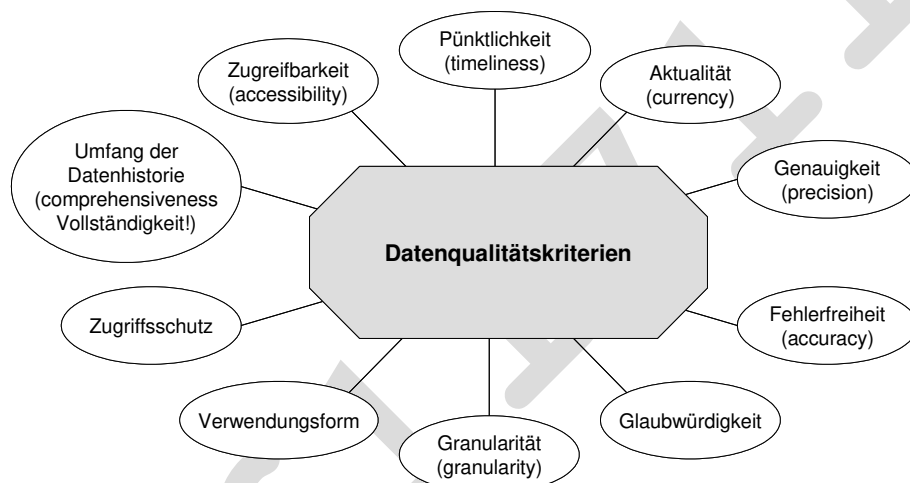 Pünktlichkeit
(timeliness)
Zugreifbarkeit
(accessibility)
Aktualität
(currency)
Umfang der
Datenhistorie
(comprehensiveness
Vollständigkeit!)
Genauigkeit
(precision)
Datenqualitätskriterien
Zugriffsschutz
Fehlerfreiheit
(accuracy)
Verwendungsform
Glaubwürdigkeit
Granularität
(granularity)